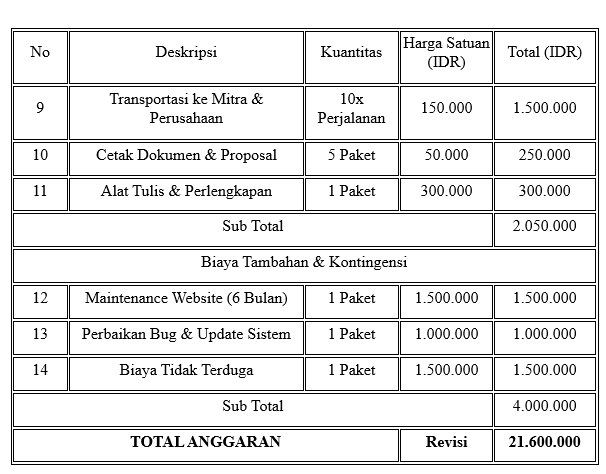 No Deskripsi Kuantitas Harga Satuan (IDR) Total (IDR)
9 Transportasi ke Mitra & Perusahaan 10x Perjalanan 150.000 1.500.000
10 Cetak Dokumen & Proposal 5 Paket 50.000 250.000
11 Alat Tulis & Perlengkapan 1 Paket 300.000 300.000
Sub Total 2.050.000
Biaya Tambahan & Kontingensi
12 Maintenance Website (6 Bulan) 1 Paket 1.500.000 1.500.000
13 Perbaikan Bug & Update Sistem 1 Paket 1.000.000 1.000.000
14 Biaya Tidak Terduga 1 Paket 1.500.000 1.500.000
Sub Total 4.000.000
TOTAL ANGGARAN Revisi 21.600.000